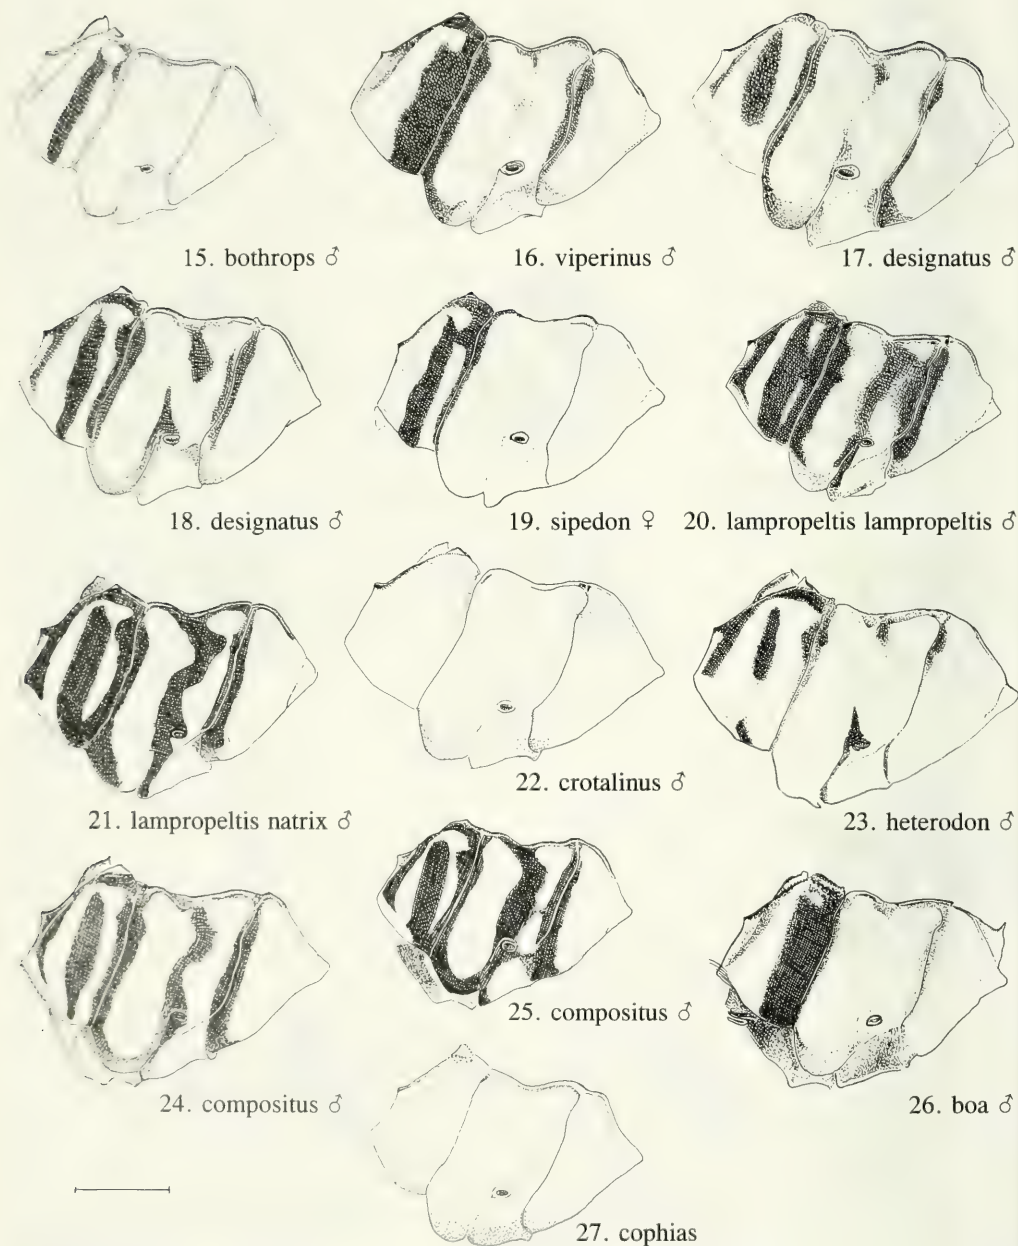 15. bothrops ♂
16. viperinus ♂
17. designatus ♂
18. designatus ♂
19. sipedon ♀
20. lampropeltis lampropeltis ♂
21. lampropeltis natrix ♂
22. crotalinus ♂
23. heterodon ♂
24. compositus ♂
25. compositus ♂
26. boa ♂
27. cophias